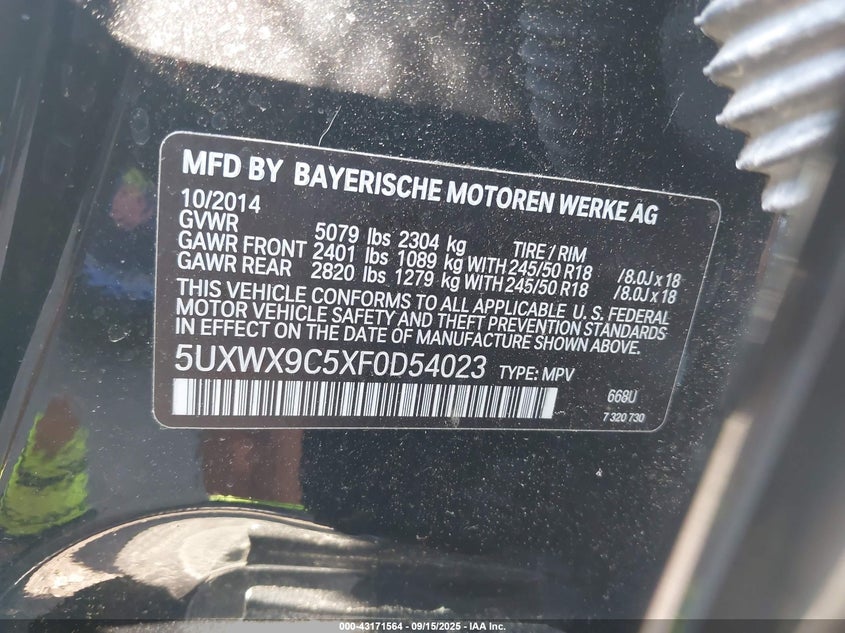 MFD BY BAYERISCHE MOTOREN WERKE AG
10/2014
GVWR 5079 lbs 2304 kg TIRE / RIM
GAWR FRONT 2401 lbs 1089 kg WITH 245/50 R18 /8.0J x 18
GAWR REAR 2820 lbs 1279 kg WITH 245/50 R18 /8.0J x 18
THIS VEHICLE CONFORMS TO ALL APPLICABLE U. S. FEDERAL
MOTOR VEHICLE SAFETY AND THEFT PREVENTION STANDARDS
IN EFFECT ON THE DATE OF MANUFACTURE SHOWN ABOVE.
5UXWX9C5XF0D54023 TYPE: MPV
668U
7 320 730
000-43171564 - 09/15/2025 - IAA Inc.